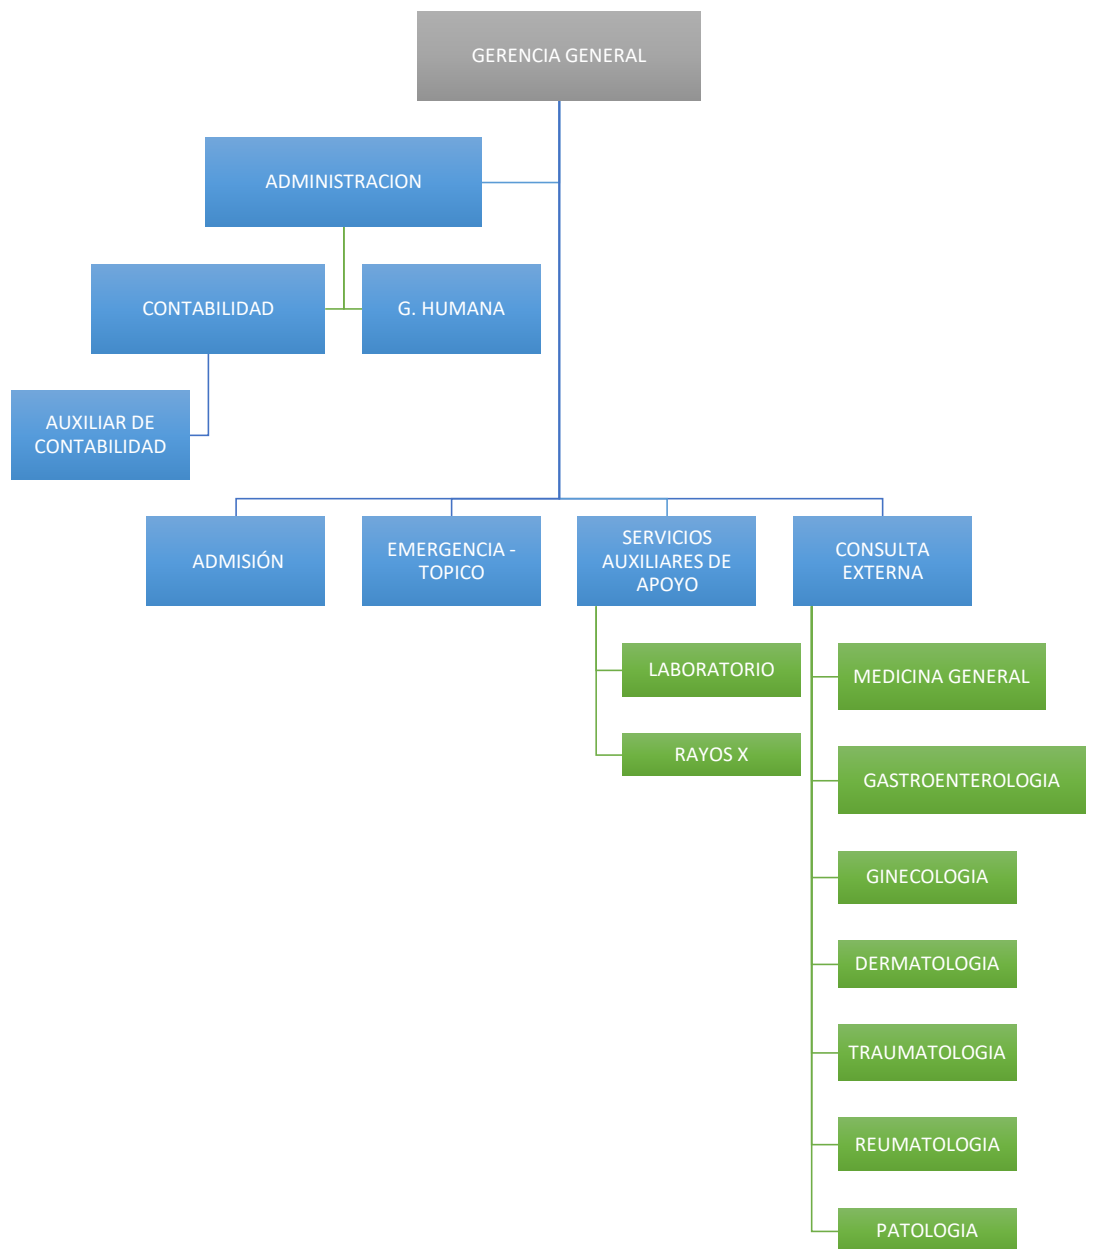 GERENCIA GENERAL
ADMINISTRACION
CONTABILIDAD
G. HUMANA
AUXILIAR DE
CONTABILIDAD
ADMISIÓN
EMERGENCIA -
TOPICO
SERVICIOS
AUXILIARES DE
APOYO
CONSULTA
EXTERNA
LABORATORIO
RAYOS X
MEDICINA GENERAL
GASTROENTEROLOGIA
GINECOLOGIA
DERMATOLOGIA
TRAUMATOLOGIA
REUMATOLOGIA
PATOLOGIA